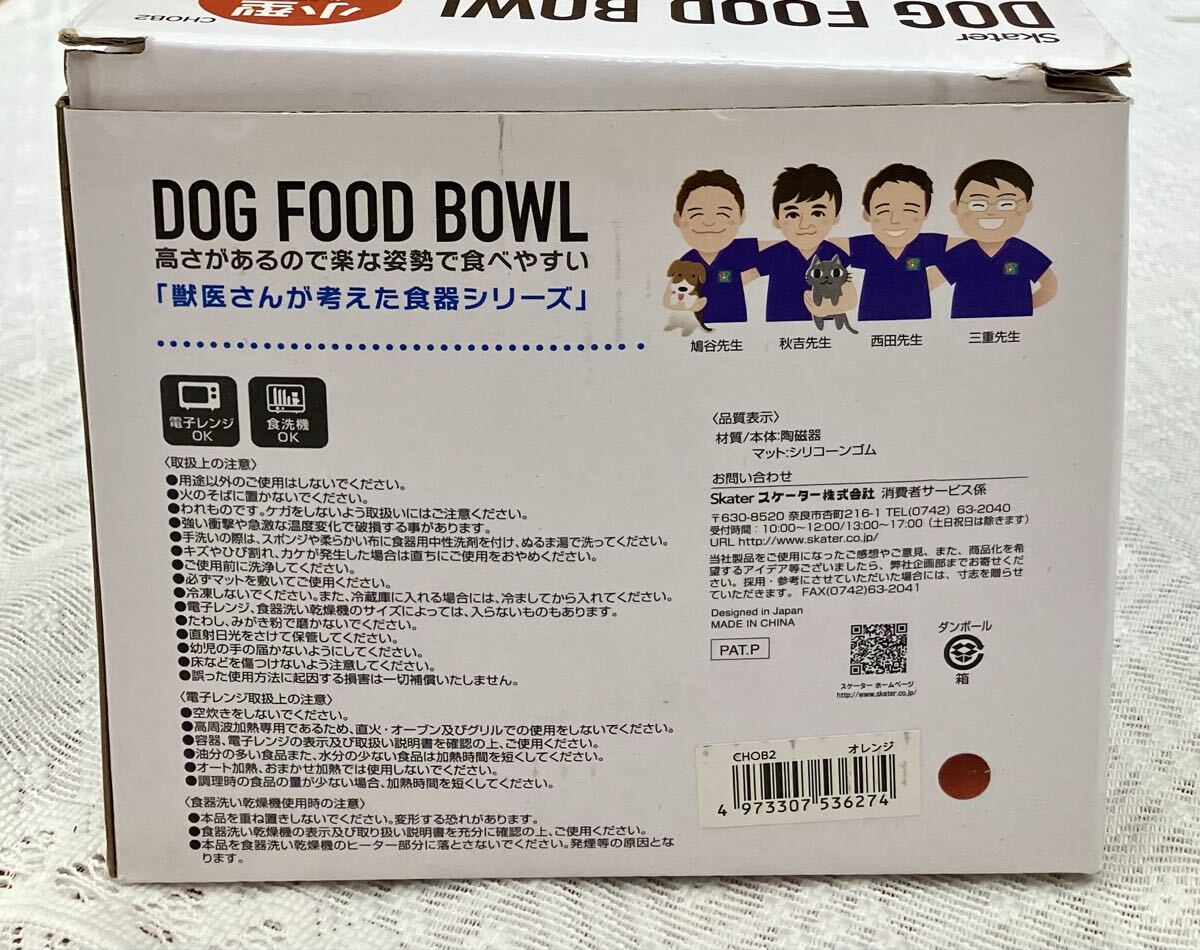 Skater
DOG FOOD BOWL
小型
CHOB2
DOG FOOD BOWL
高さがあるので楽な姿勢で食べやすい
「獣医さんが考えた食器シリーズ」
鳩谷先生
秋吉先生
西田先生
三重先生
電子レンジ
OK
食洗機
OK
〈取扱上の注意〉
●用途以外のご使用はしないでください。
●火のそばに置かないでください。
●われものです。ケガをしないよう取扱いにはご注意ください。
●強い衝撃や急激な温度変化で破損する事があります。
●手洗いの際は、スポンジや柔らかい布に食器用中性洗剤を付け、ぬるま湯で洗ってください。
●キズやひび割れ、カケが発生した場合は直ちにご使用をおやめください。
●ご使用前に洗浄してください。
●必ずマットを敷いてご使用ください。
●冷凍しないでください。また、冷蔵庫に入れる場合には、冷ましてから入れてください。
●電子レンジ、食器洗い乾燥機のサイズによっては、入らないものもあります。
●たわし、みがき粉で磨かないでください。
●直射日光をさけて保管してください。
●幼児の手の届かないようにしてください。
●床などを傷つけないよう注意してください。
●誤った使用方法に起因する損害は一切補償いたしません。
〈電子レンジ取扱上の注意〉
●空炊きをしないでください。
●高周波加熱専用であるため、直火・オーブン及びグリルでの使用をしないでください。
●容器、電子レンジの表示及び取扱い説明書を確認の上、ご使用ください。
●油分の多い食品また、水分の少ない食品は加熱時間を短くしてください。
●オート加熱、おまかせ加熱では使用しないでください。
●調理時の食品の量が少ない場合、加熱時間を短くしてください。
〈食器洗い乾燥機使用時の注意〉
●本品を重ね置きしないでください。変形する恐れがあります。
●食器洗い乾燥機の表示及び取り扱い説明書を充分に確認の上、ご使用ください。
●本品を食器洗い乾燥機のヒーター部分に落とさないでください。発煙等の原因とな
ります。
〈品質表示〉
材質/本体:陶磁器
マット:シリコーンゴム
お問い合わせ
Skater スケーター株式会社 消費者サービス係
〒630-8520 奈良市杏町216-1 TEL(0742) 63-2040
受付時間：10:00～12:00/13:00～17:00 (土日祝日は除きます)
URL http://www.skater.co.jp/
当社製品をご使用になったご感想やご意見、また、商品化を希
望するアイデア等ございましたら、弊社企画部までお寄せくだ
さい。採用・参考にさせていただいた場合には、寸志を贈らせ
ていただきます。 FAX(0742)63-2041
Designed in Japan
MADE IN CHINA
PAT.P
スケーター ホームページ
http://www.skater.co.jp/
ダンボール
箱
CHOB2
オレンジ
4 973307 536274